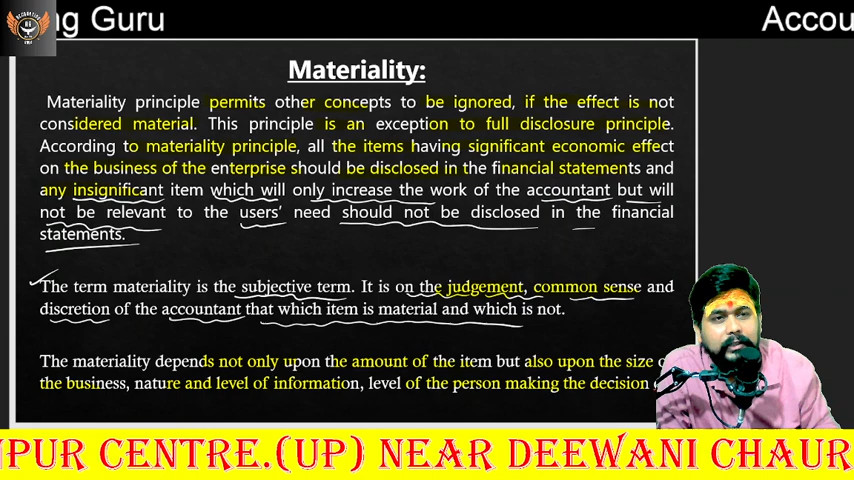 ng Guru
Accou
Materiality:
Materiality principle permits other concepts to be ignored, if the effect is not
considered material. This principle is an exception to full disclosure principle.
According to materiality principle, all the items having significant economic effect
on the business of the enterprise should be disclosed in the financial statements and
any insignificant item which will only increase the work of the accountant but will
not be relevant to the users’ need should not be disclosed in the financial
statements.
The term materiality is the subjective term. It is on the judgement, common sense and
discretion of the accountant that which item is material and which is not.
The materiality depends not only upon the amount of the item but also upon the size
the business, nature and level of information, level of the person making the decision
NPUR CENTRE.(UP) NEAR DEEWANI CHAUR